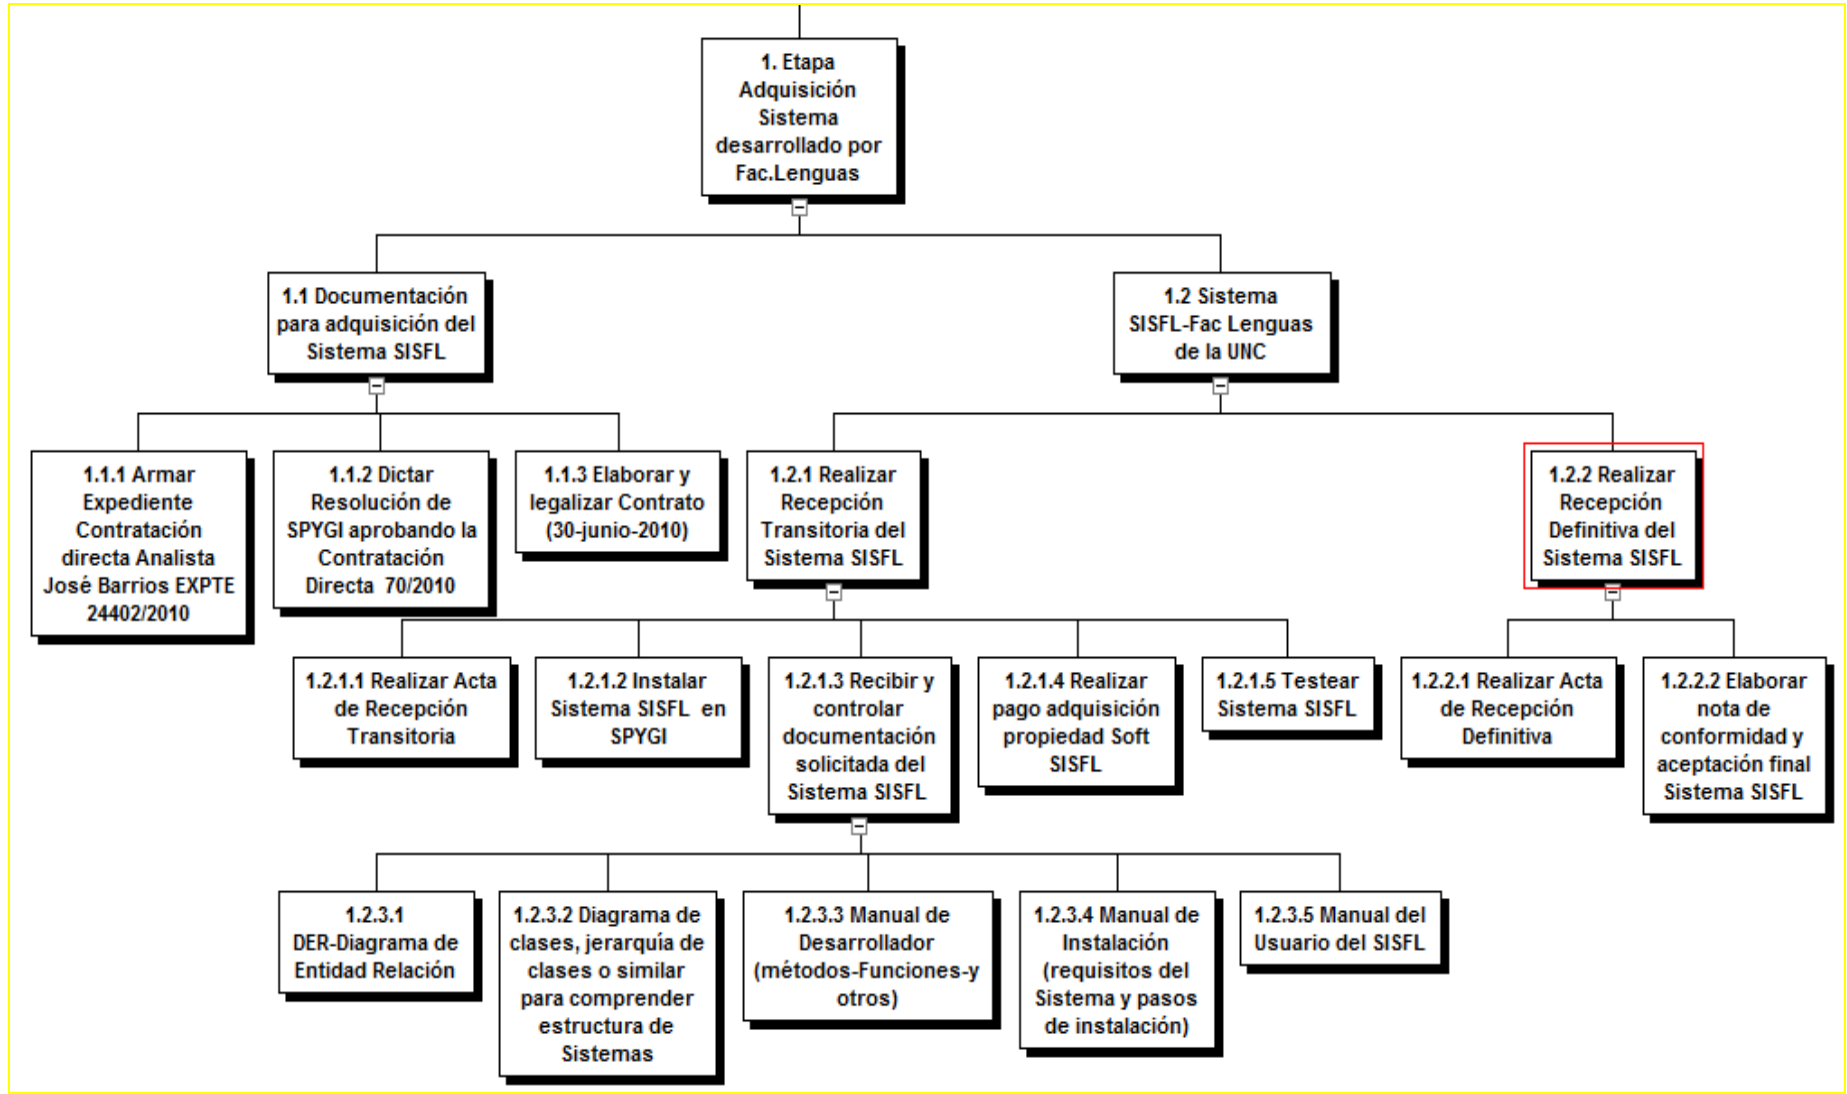 1. Etapa
Adquisición
Sistema
desarrollado por
Fac.Lenguas
1.1 Documentación
para adquisición del
Sistema SISFL
1.2 Sistema
SISFL-Fac Lenguas
de la UNC
1.1.1 Armar
Expediente
Contratación
directa Analista
José Barrios EXPTE
24402/2010
1.1.2 Dictar
Resolución de
SPYGI aprobando la
Contratación
Directa 70/2010
1.1.3 Elaborar y
legalizar Contrato
(30-junio-2010)
1.2.1 Realizar
Recepción
Transitoria del
Sistema SISFL
1.2.2 Realizar
Recepción
Definitiva del
Sistema SISFL
1.2.1.1 Realizar Acta
de Recepción
Transitoria
1.2.1.2 Instalar
Sistema SISFL en
SPYGI
1.2.1.3 Recibir y
controlar
documentación
solicitada del
Sistema SISFL
1.2.1.4 Realizar
pago adquisición
propiedad Soft
SISFL
1.2.1.5 Testear
Sistema SISFL
1.2.2.1 Realizar Acta
de Recepción
Definitiva
1.2.2.2 Elaborar
nota de
conformidad y
aceptación final
Sistema SISFL
1.2.3.1
DER-Diagrama de
Entidad Relación
1.2.3.2 Diagrama de
clases, jerarquía de
clases o similar
para comprender
estructura de
Sistemas
1.2.3.3 Manual de
Desarrollador
(métodos-Funciones-y
otros)
1.2.3.4 Manual de
Instalación
(requisitos del
Sistema y pasos
de instalación)
1.2.3.5 Manual del
Usuario del SISFL